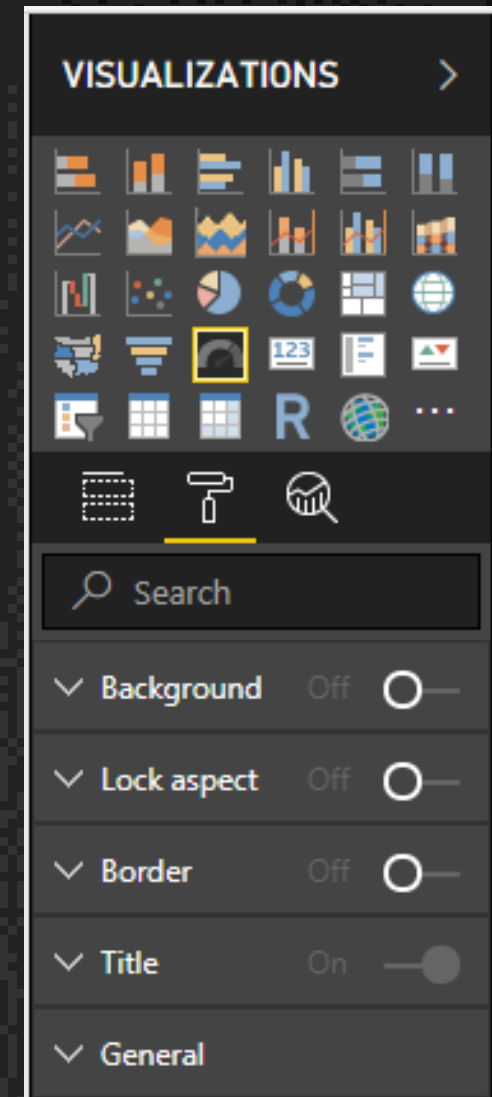 VISUALIZATIONS
123
R
Search
Background Off
Lock aspect Off
Border Off
Title On
General